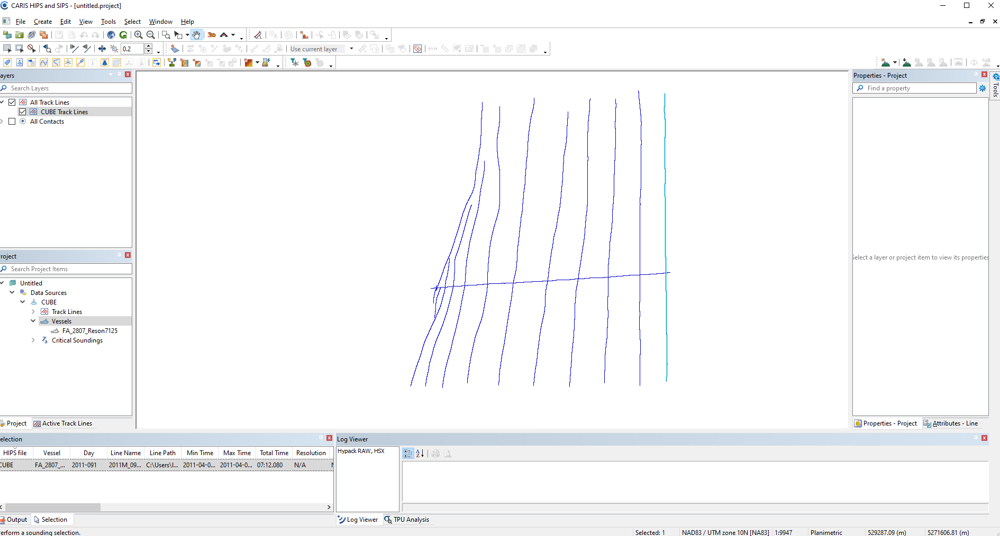 CARIS HIPS and SIPS - [untitled.project]
File Create Edit View Tools Select Window Help
3D
0.2
Use current layer
ayers
Search Layers
All Track Lines
CUBE Track Lines
All Contacts
roject
Search Project Items
Untitled
Data Sources
CUBE
Track Lines
Vessels
FA_2807_Reson7125
Critical Soundings
Project Active Track Lines
Properties - Project
Find a property
Tools
Select a layer or project item to view its properties
Properties - Project Attributes - Line
election
HIPS file Vessel Day Line Name Line Path Min Time Max Time Total Time Resolution
CUBE FA_2807_... 2011-091 2011M_09... C:\Users\I... 2011-04-0... 2011-04-0... 07:12.080 N/A
Output Selection
Log Viewer
Hypack RAW, HSX
Log Viewer TPU Analysis
erform a sounding selection.
Selected: 1 NAD83 / UTM zone 10N [NA83] 1:9947 Planimetric 529287.09 (m) 5271606.81 (m)